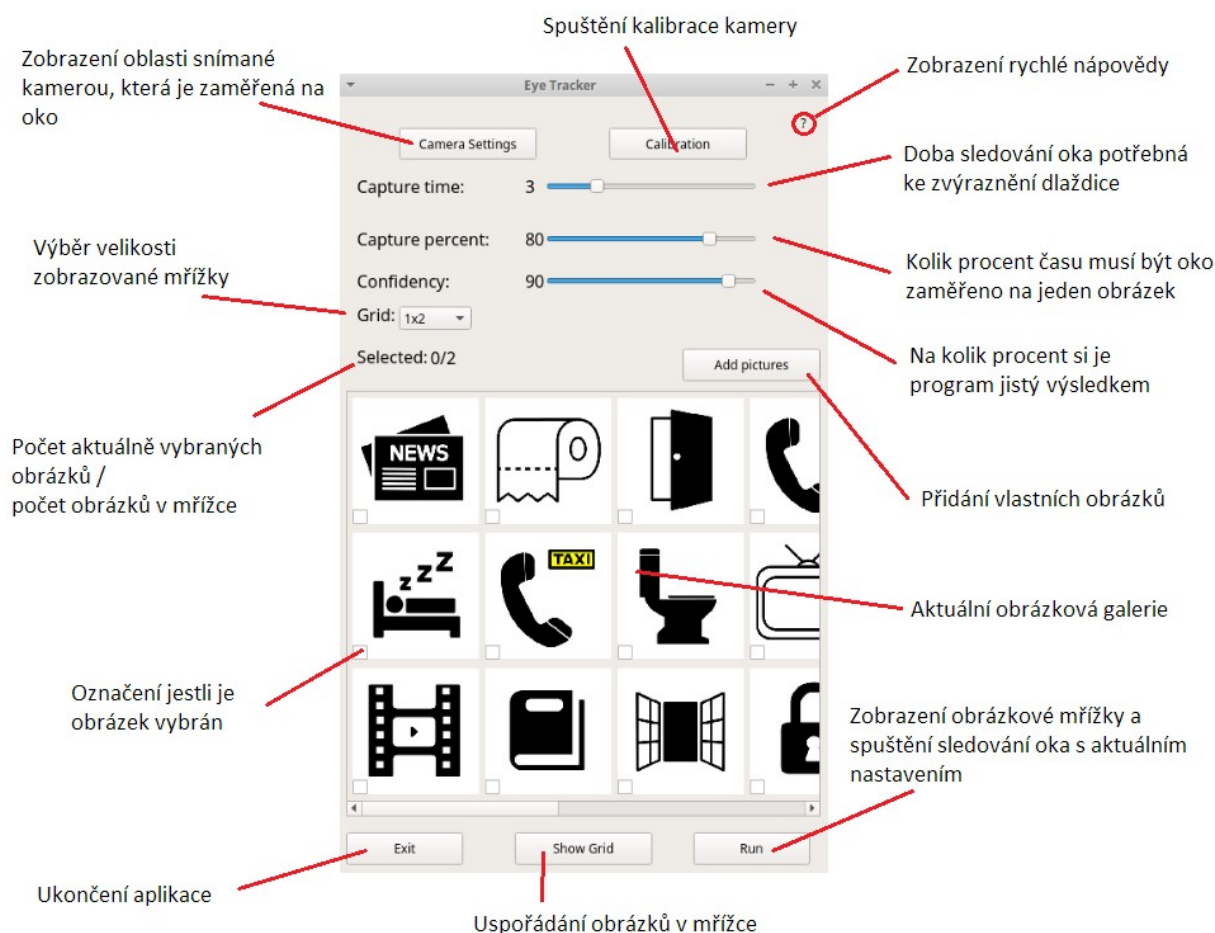 Spuštění kalibrace kamery
Zobrazení oblasti snímané
kamerou, která je zaměřená na
oko
Zobrazení rychlé nápovědy
Eye Tracker
?
Camera Settings
Calibration
Doba sledování oka potřebná
ke zvýraznění dlaždice
Capture time: 3
Výběr velikosti
zobrazované mřížky
Capture percent: 80
Kolik procent času musí být oko
zaměřeno na jeden obrázek
Confidency: 90
Grid: 1x2
Selected: 0/2
Add pictures
Na kolik procent si je
program jistý výsledkem
Počet aktuálně vybraných
obrázků /
počet obrázků v mřížce
NEWS
Přidání vlastních obrázků
z z Z
TAXI
Aktuální obrázková galerie
Označení jestli je
obrázek vybrán
Zobrazení obrázkové mřížky a
spuštění sledování oka s aktuálním
nastavením
Exit
Show Grid
Run
Ukončení aplikace
Uspořádání obrázků v mřížce